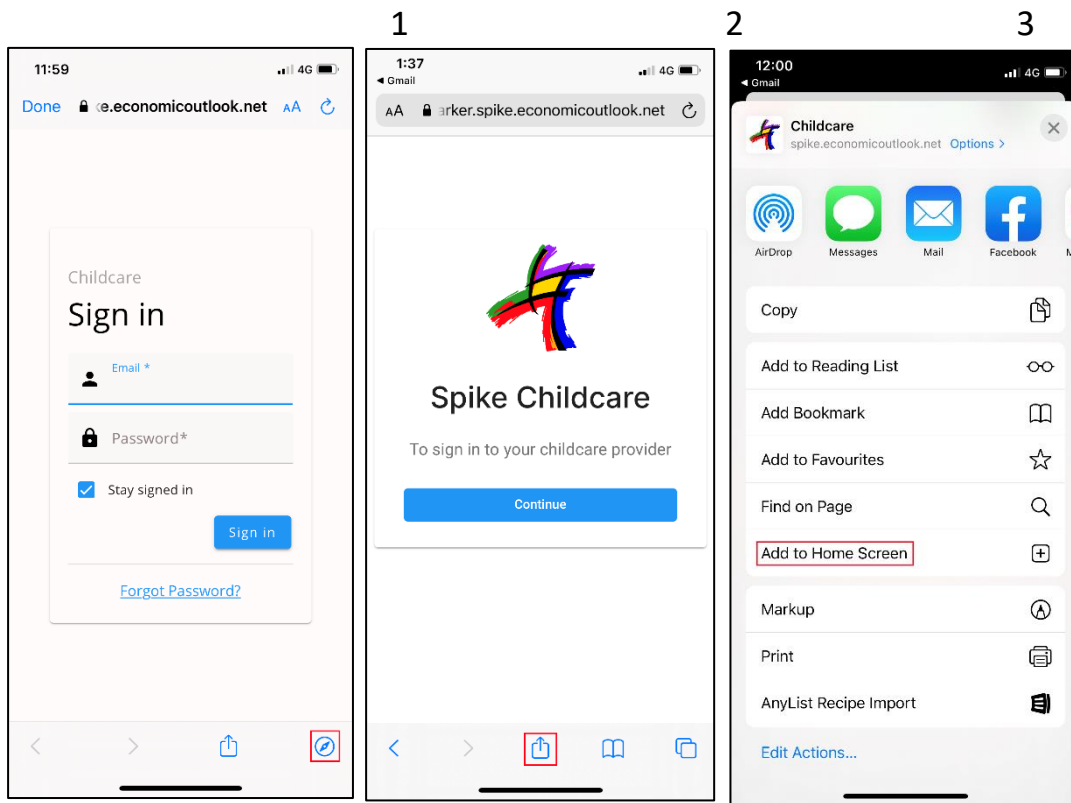 1
2
3
11:59
4G
Done
e.economicoutlook.net
AA
Childcare
Sign in
Email *
Password*
Stay signed in
Sign in
Forgot Password?
1:37
4G
◀ Gmail
AA
arker.spike.economicoutlook.net
Spike Childcare
To sign in to your childcare provider
Continue
12:00
4G
◀ Gmail
Childcare
spike.economicoutlook.net Options >
AirDrop
Messages
Mail
Facebook
Copy
Add to Reading List
Add Bookmark
Add to Favourites
Find on Page
Add to Home Screen
Markup
Print
AnyList Recipe Import
Edit Actions...